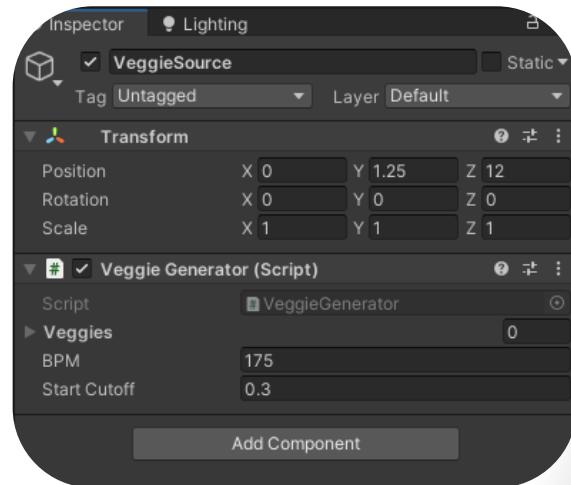 Inspector Lighting
VeggieSource Static
Tag Untagged Layer Default
Transform
Position X 0 Y 1.25 Z 12
Rotation X 0 Y 0 Z 0
Scale X 1 Y 1 Z 1
# Veggie Generator (Script)
Script # VeggieGenerator
Veggies 0
BPM 175
Start Cutoff 0.3
Add Component